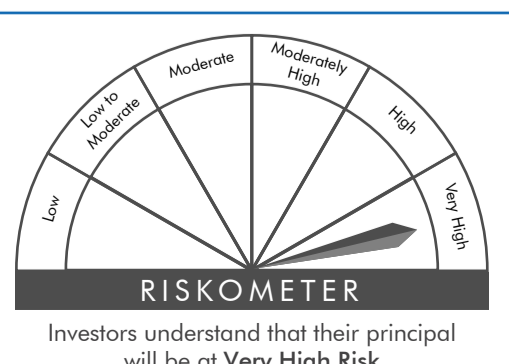 Low
Low to
Moderate
Moderate
Moderately
High
High
Very High
RISKOMETER
Investors understand that their principal
will be at Very High Risk